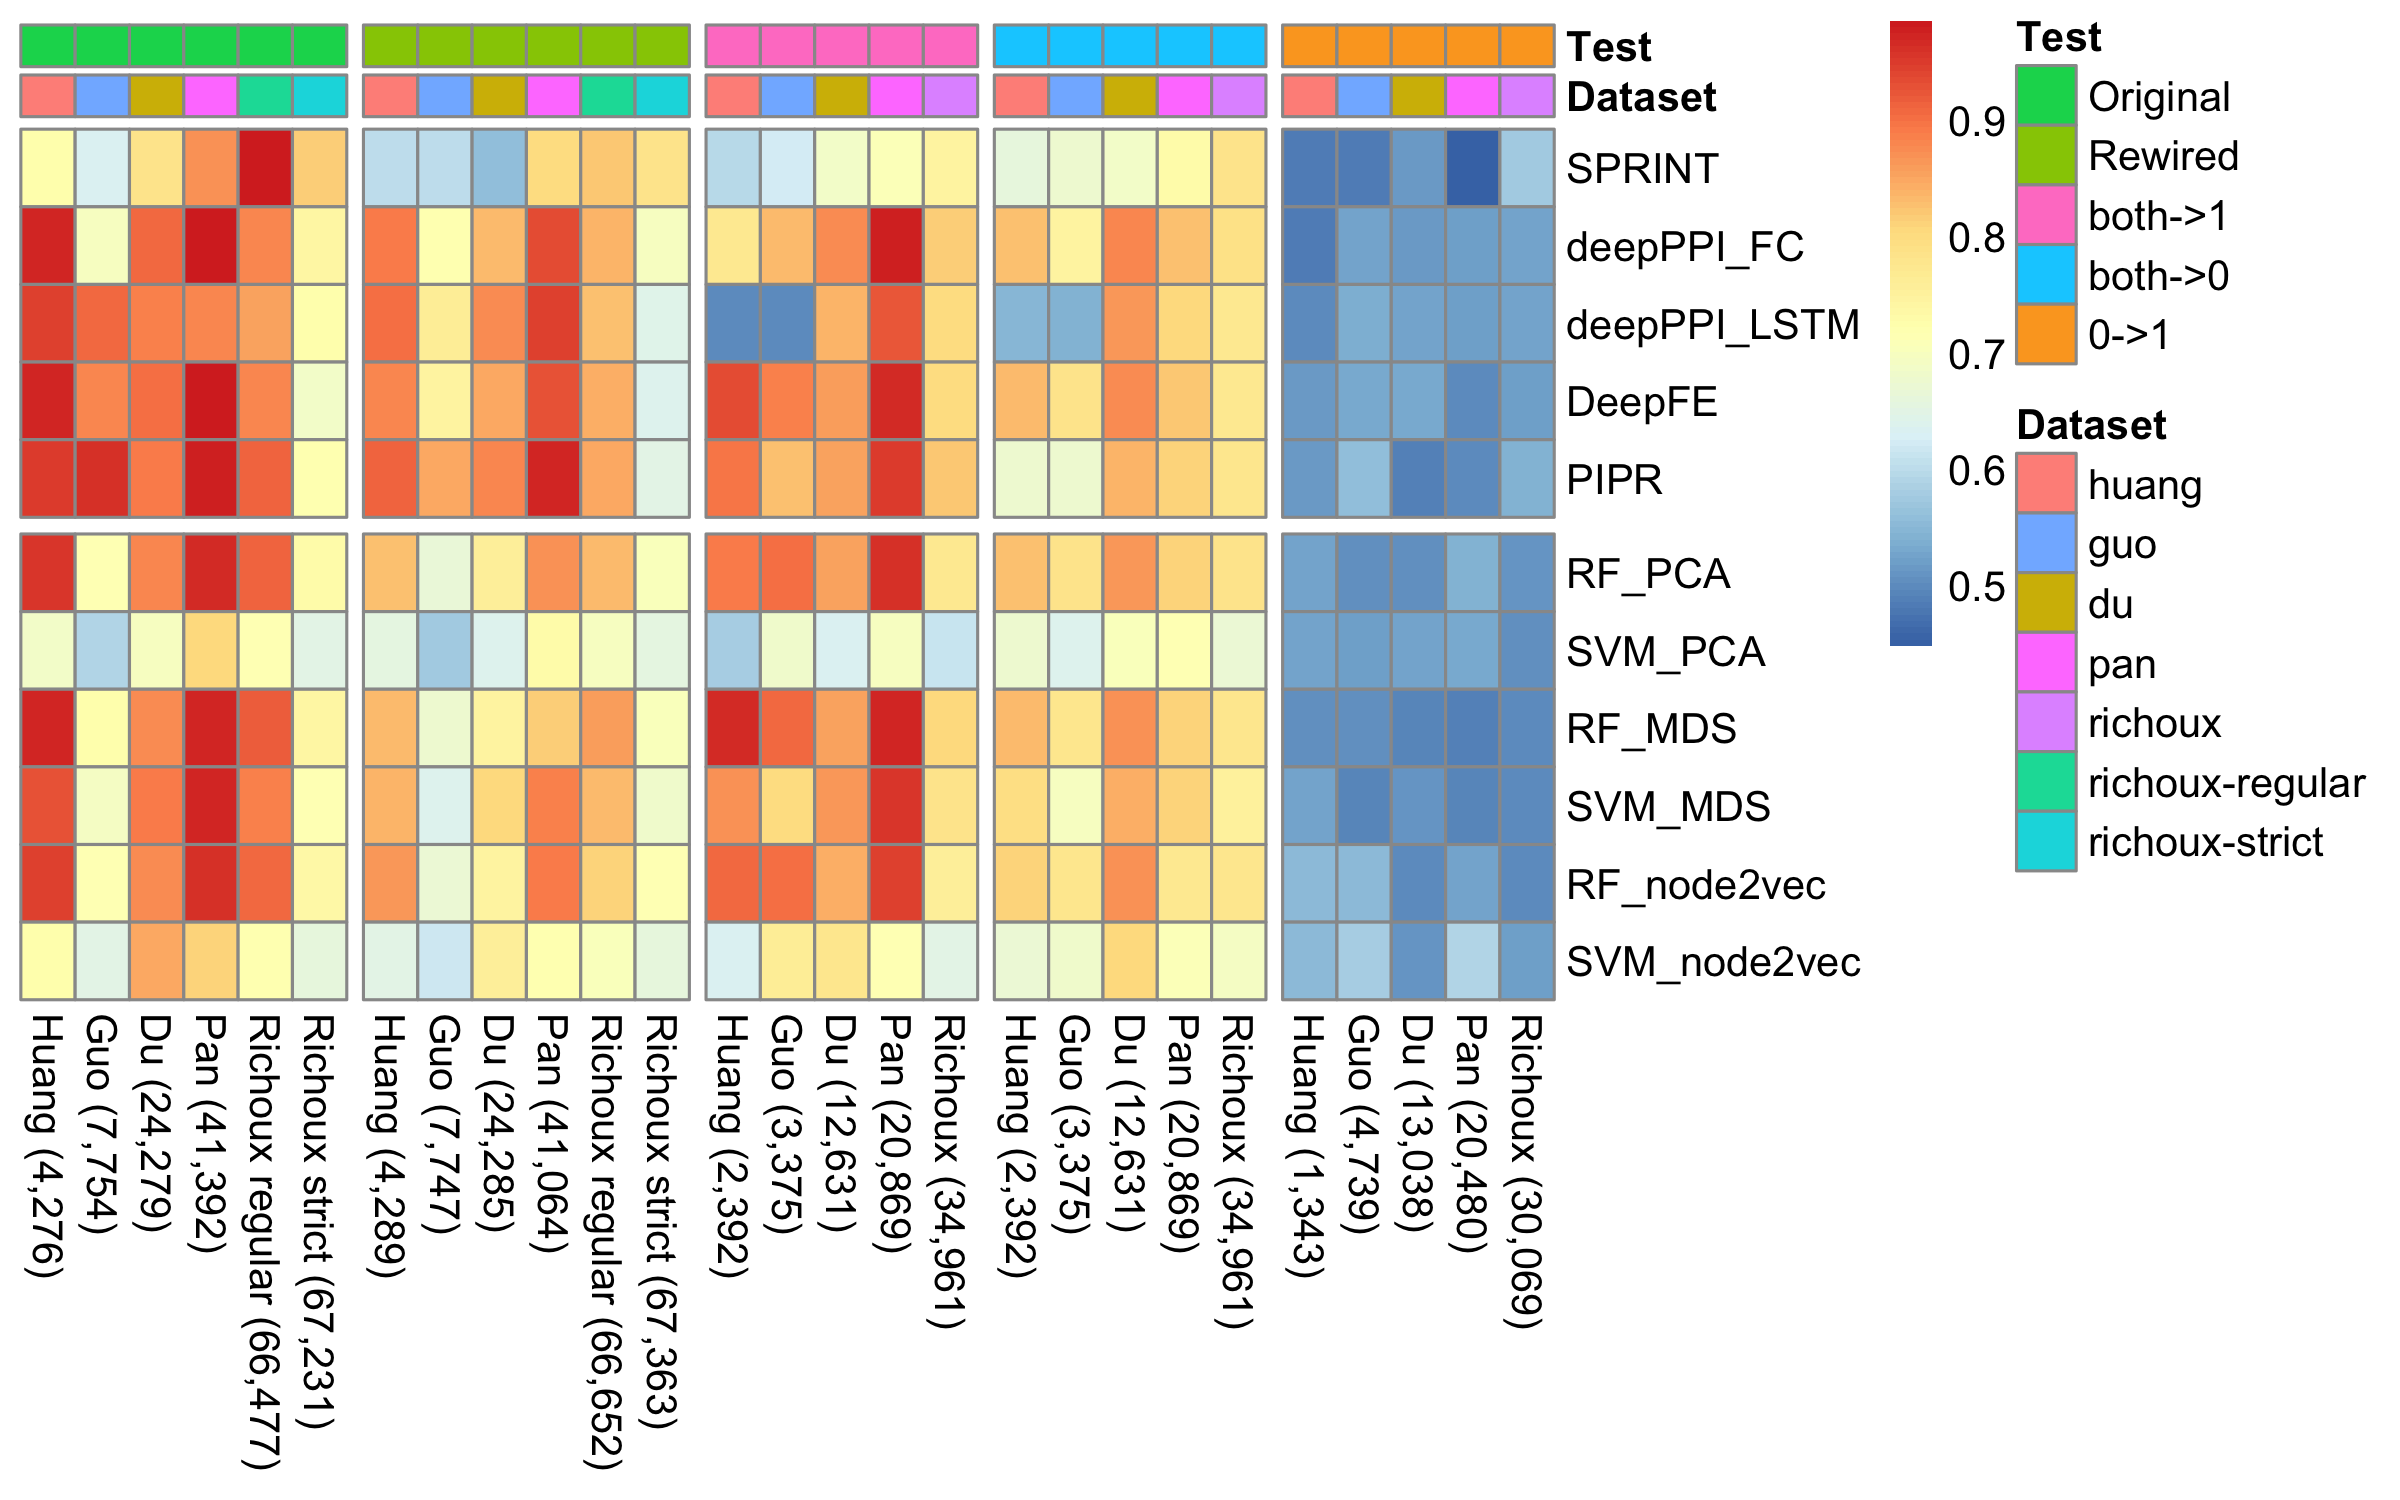 Test
Dataset
SPRINT
deepPPI_FC
deepPPI_LSTM
DeepFE
PIPR
RF_PCA
SVM_PCA
RF_MDS
SVM_MDS
RF_node2vec
SVM_node2vec
Huang (4,276)
Guo (7,754)
Du (24,279)
Pan (41,392)
Richoux regular (66,477)
Richoux strict (67,231)
Huang (4,289)
Guo (7,747)
Du (24,285)
Pan (41,064)
Richoux regular (66,652)
Richoux strict (67,363)
Huang (2,392)
Guo (3,375)
Du (12,631)
Pan (20,869)
Richoux (34,961)
Huang (2,392)
Guo (3,375)
Du (12,631)
Pan (20,869)
Richoux (34,961)
Huang (1,343)
Guo (4,739)
Du (13,038)
Pan (20,480)
Richoux (30,069)
0.9
0.8
0.7
0.6
0.5
Test
Original
Rewired
both->1
both->0
0->1
Dataset
huang
guo
du
pan
richoux
richoux-regular
richoux-strict